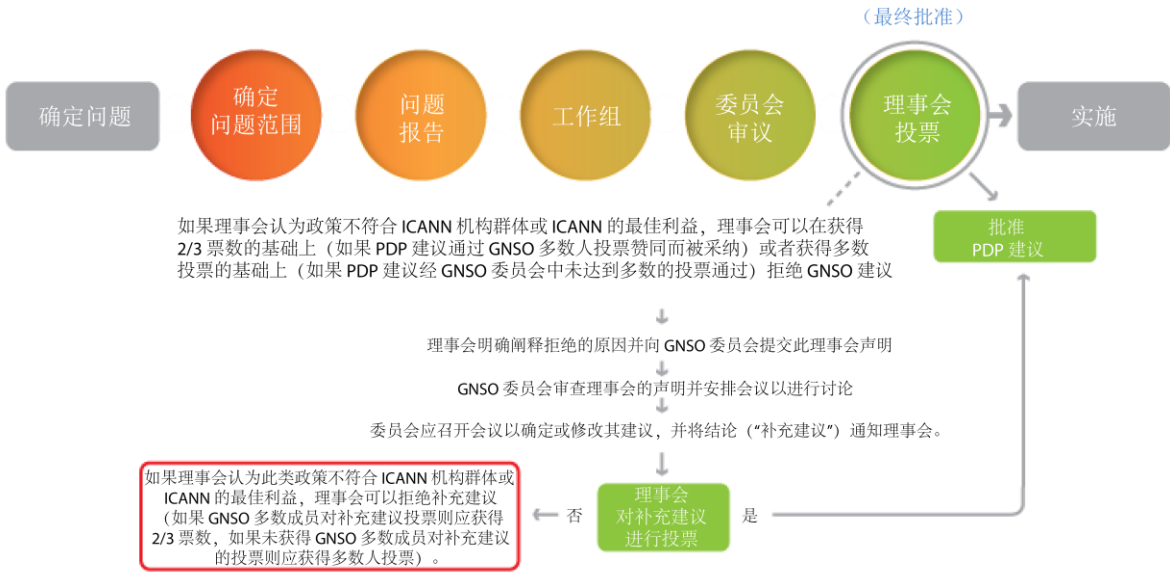 （最终批准）
确定问题
确定
问题范围
问题
报告
工作组
委员会
审议
理事会
投票
实施
如果理事会认为政策不符合 ICANN 机构群体或 ICANN 的最佳利益，理事会可以在获得
2/3 票数的基础上（如果 PDP 建议通过 GNSO 多数人投票赞同而被采纳）或者获得多数
投票的基础上（如果 PDP 建议经 GNSO 委员会中未达到多数的投票通过）拒绝 GNSO 建议
批准
PDP 建议
理事会明确阐释拒绝的原因并向 GNSO 委员会提交此理事会声明
GNSO 委员会审查理事会的声明并安排会议以进行讨论
委员会应召开会议以确定或修改其建议，并将结论（“补充建议”）通知理事会。
如果理事会认为此类政策不符合 ICANN 机构群体或
ICANN 的最佳利益，理事会可以拒绝补充建议
（如果 GNSO 多数成员对补充建议投票则应获得
2/3 票数，如果未获得 GNSO 多数成员对补充建议
的投票则应获得多数人投票）。
否
理事会
对补充建议
进行投票
是